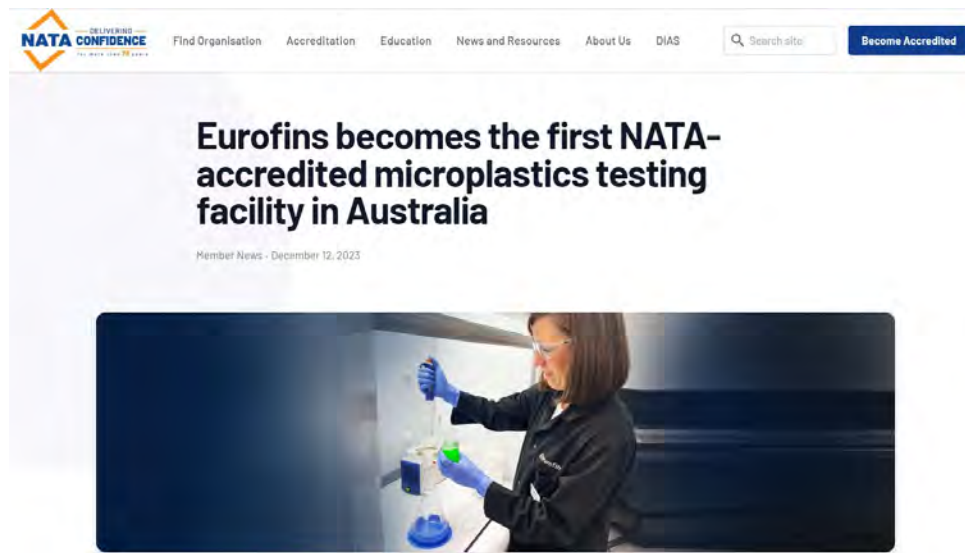 DELIVERING
NATA CONFIDENCE
Find Organisation Accreditation Education News and Resources About Us DiAS Search site Become Accredited
Eurofins becomes the first NATA-
accredited microplastics testing
facility in Australia
Member News - December 12, 2023